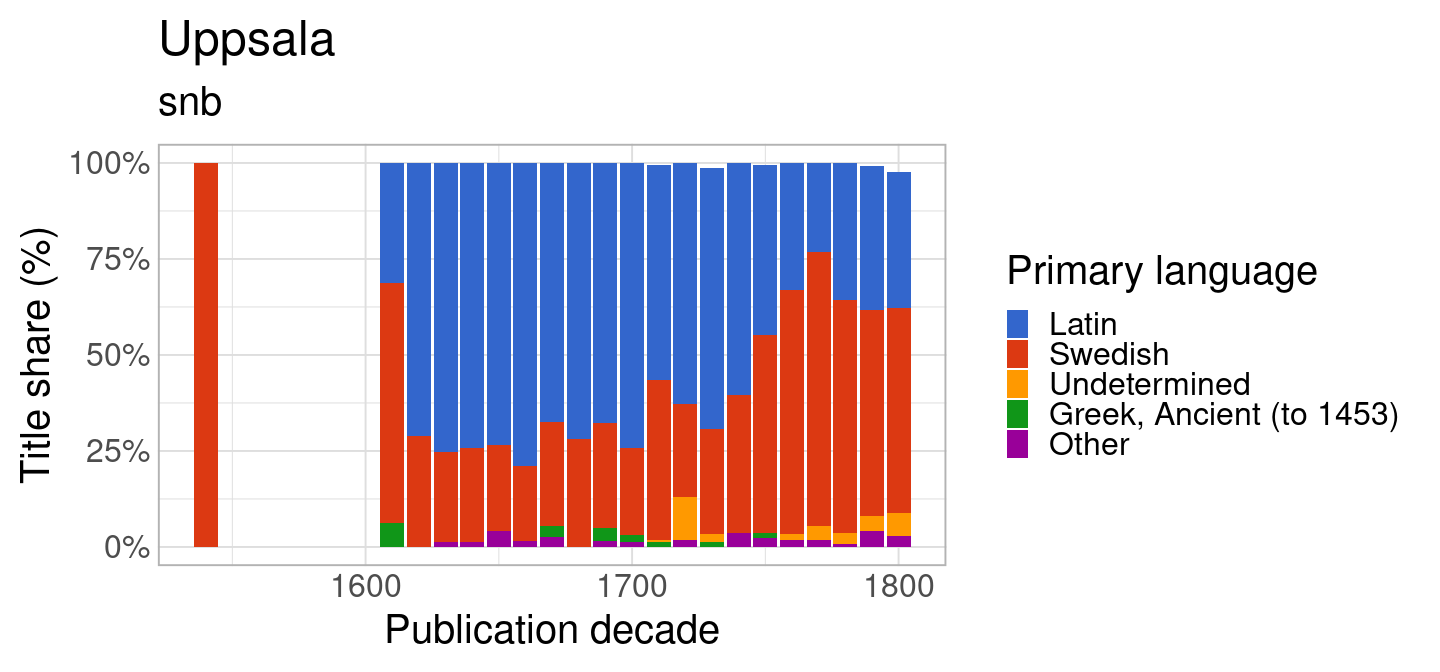 Uppsala
snb
100%
75%
50%
25%
0%
Title share (%)
1600 1700 1800
Publication decade
Primary language
Latin
Swedish
Undetermined
Greek, Ancient (to 1453)
Other